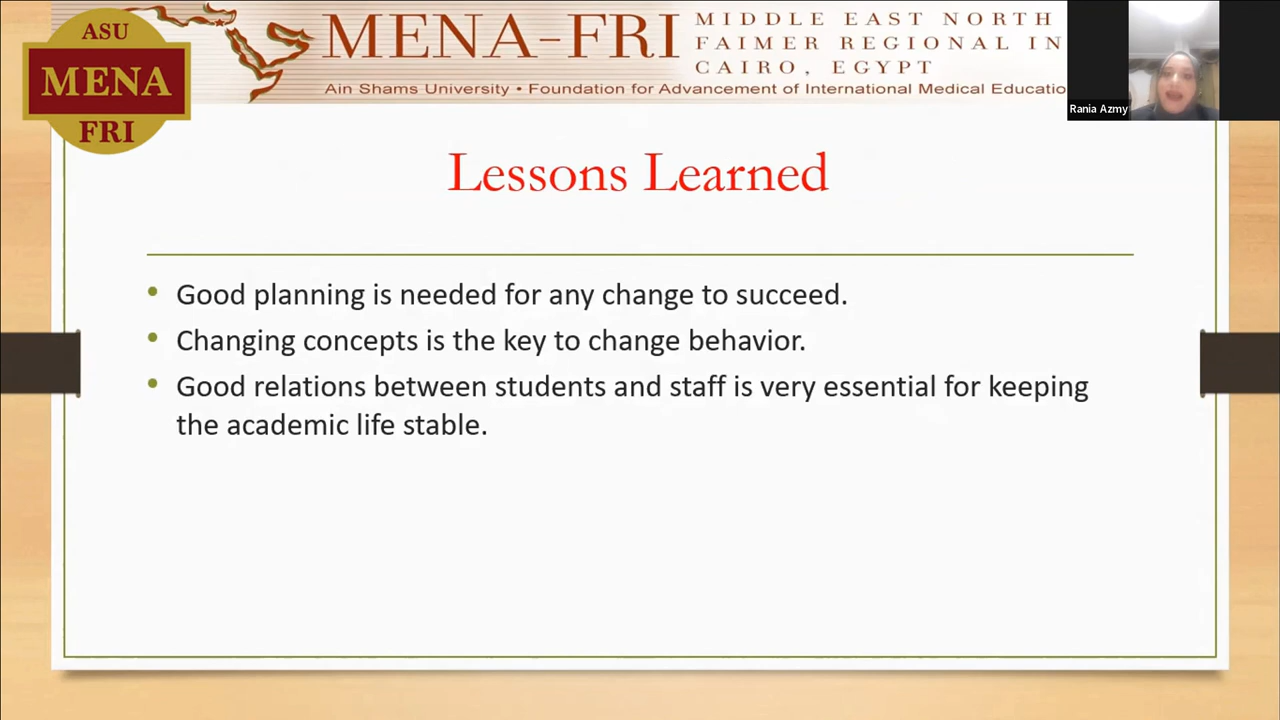 ASU
MENA
FRI
MENA-FRI
MIDDLE EAST NORTH
FAIMER REGIONAL IN
CAIRO, EGYPT
Ain Shams University • Foundation for Advancement of International Medical Educatio
Rania Azmy
Lessons Learned
• Good planning is needed for any change to succeed.
• Changing concepts is the key to change behavior.
• Good relations between students and staff is very essential for keeping
the academic life stable.